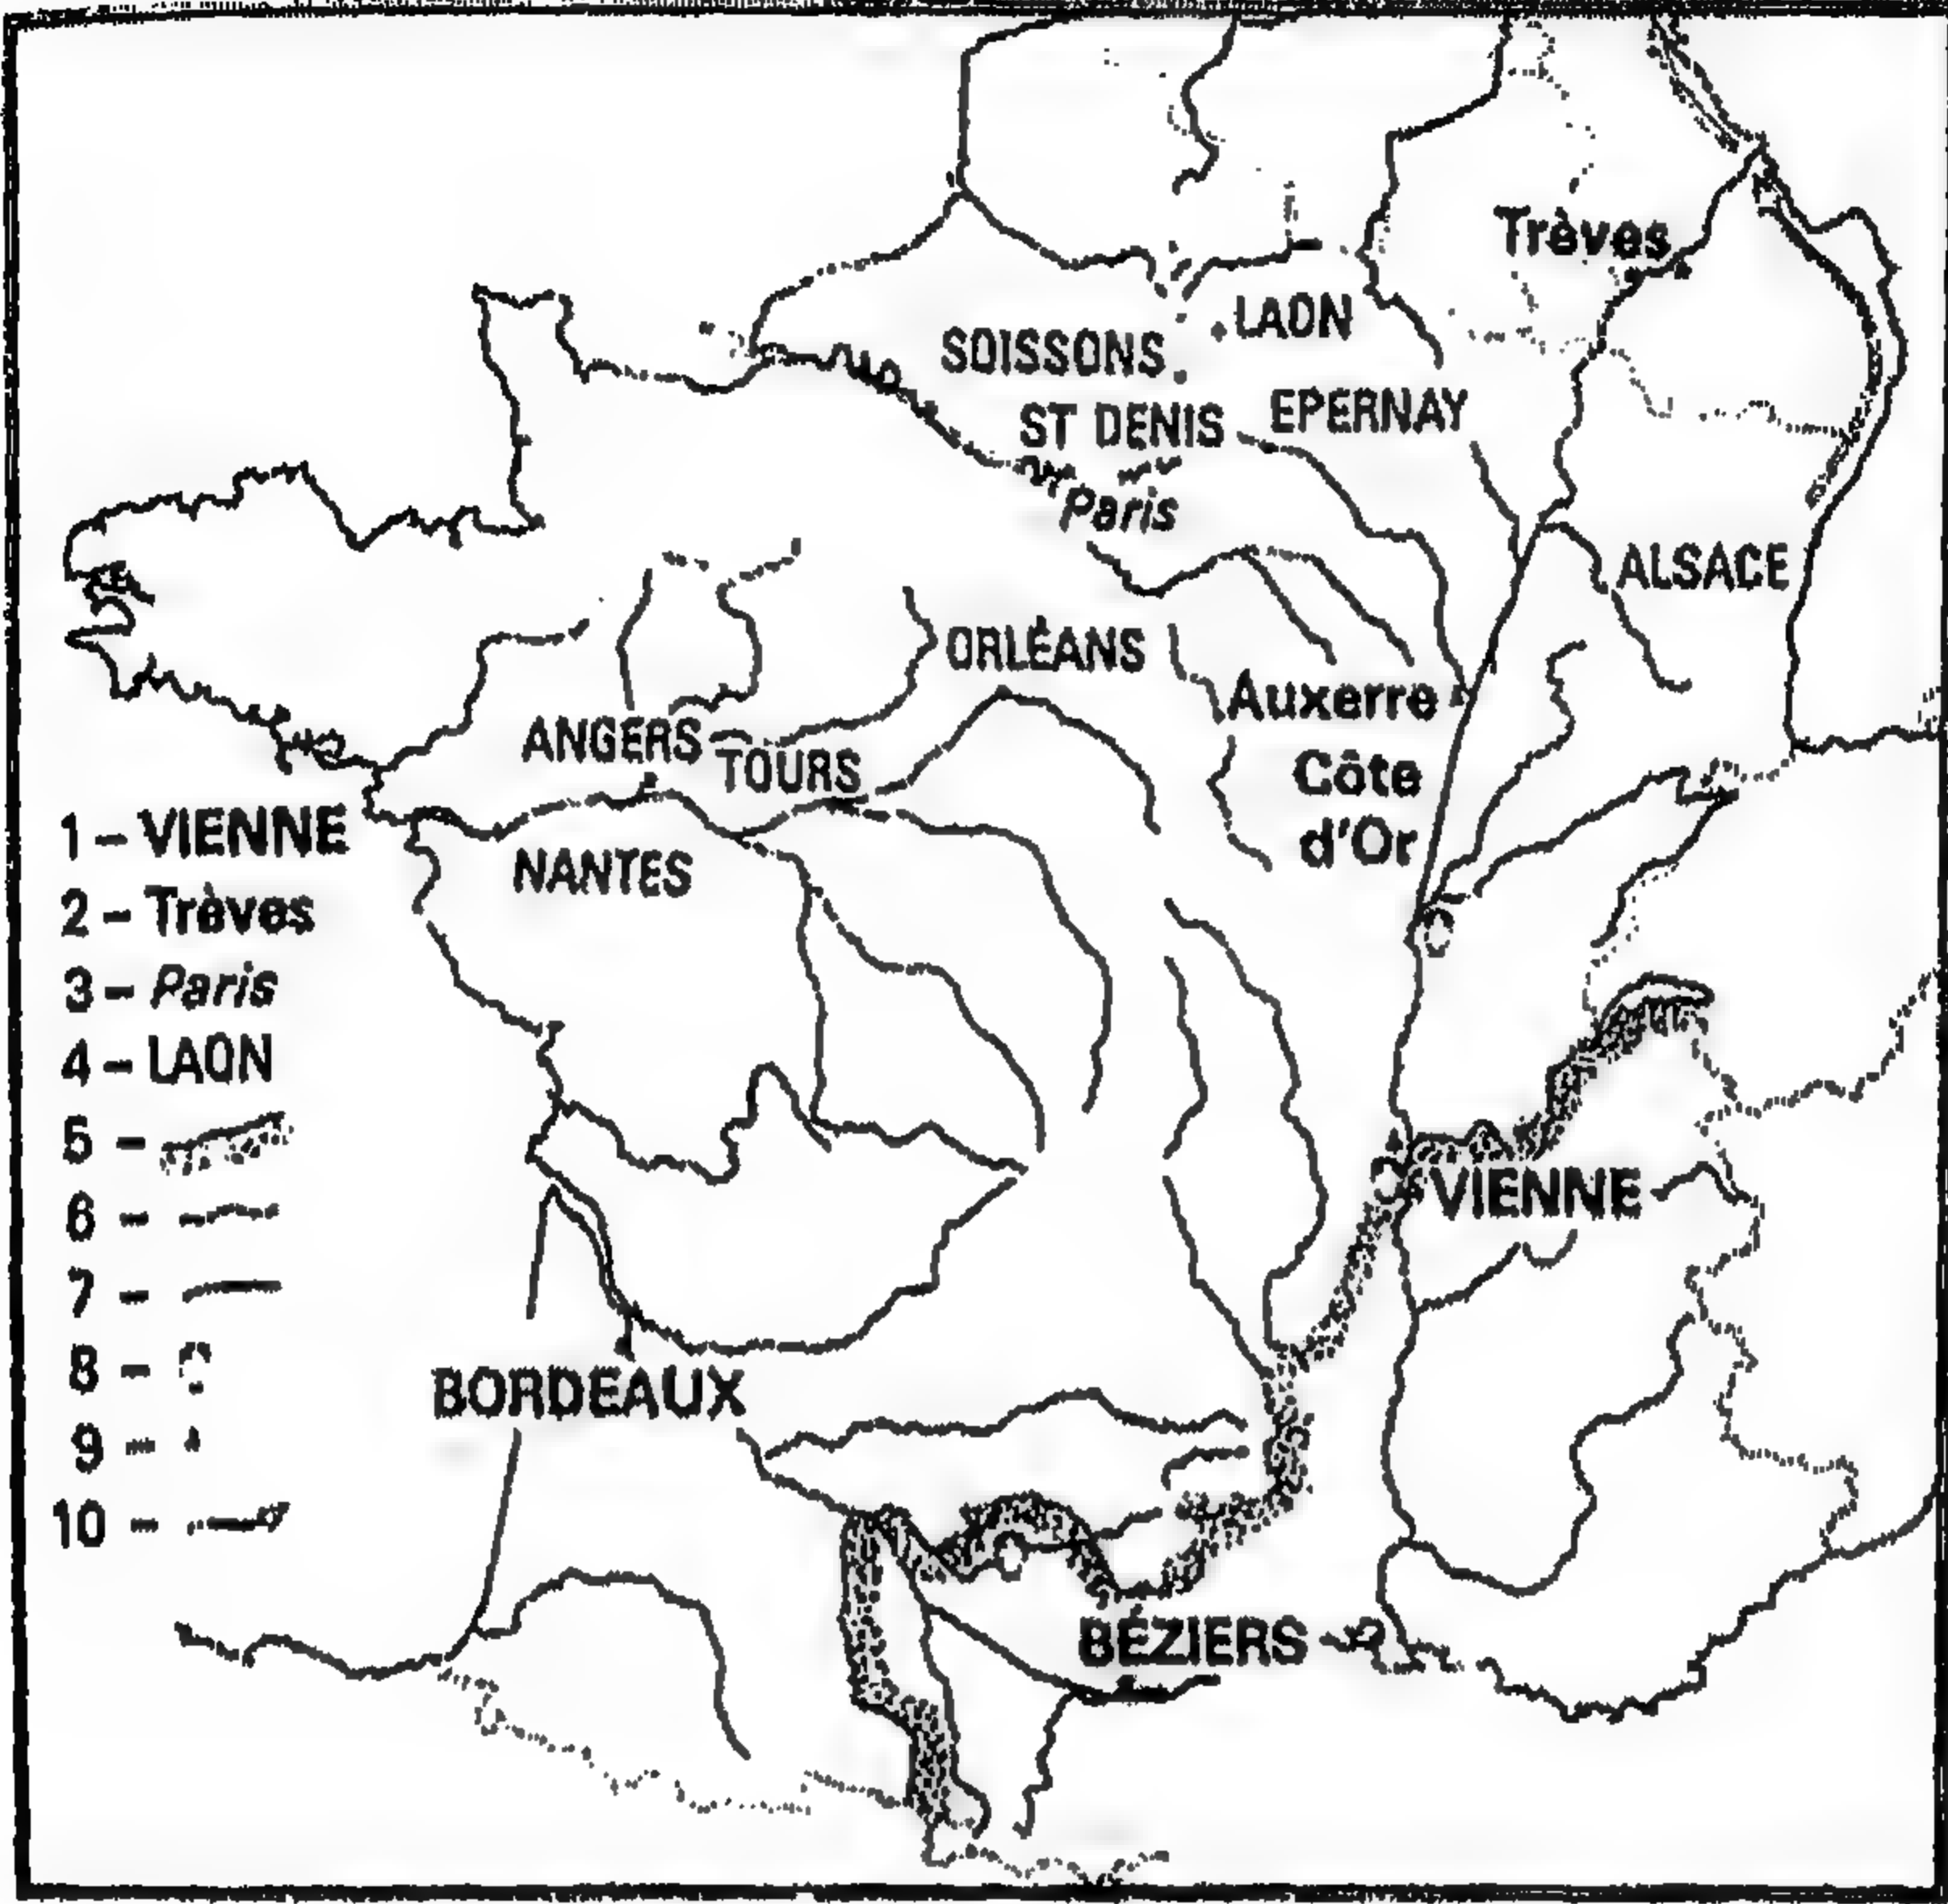 Trèves
LAON
SOISSONS
ST DENIS
EPERNAY
Paris
ALSACE
ORLÉANS
Auxerre
ANGERS
TOURS
Côte
d'Or
NANTES
1 – VIENNE
2 – Trèves
3 – Paris
4 – LAON
5 –
6 –
7 –
8 –
9 –
10 –
VIENNE
BORDEAUX
BÉZIERS